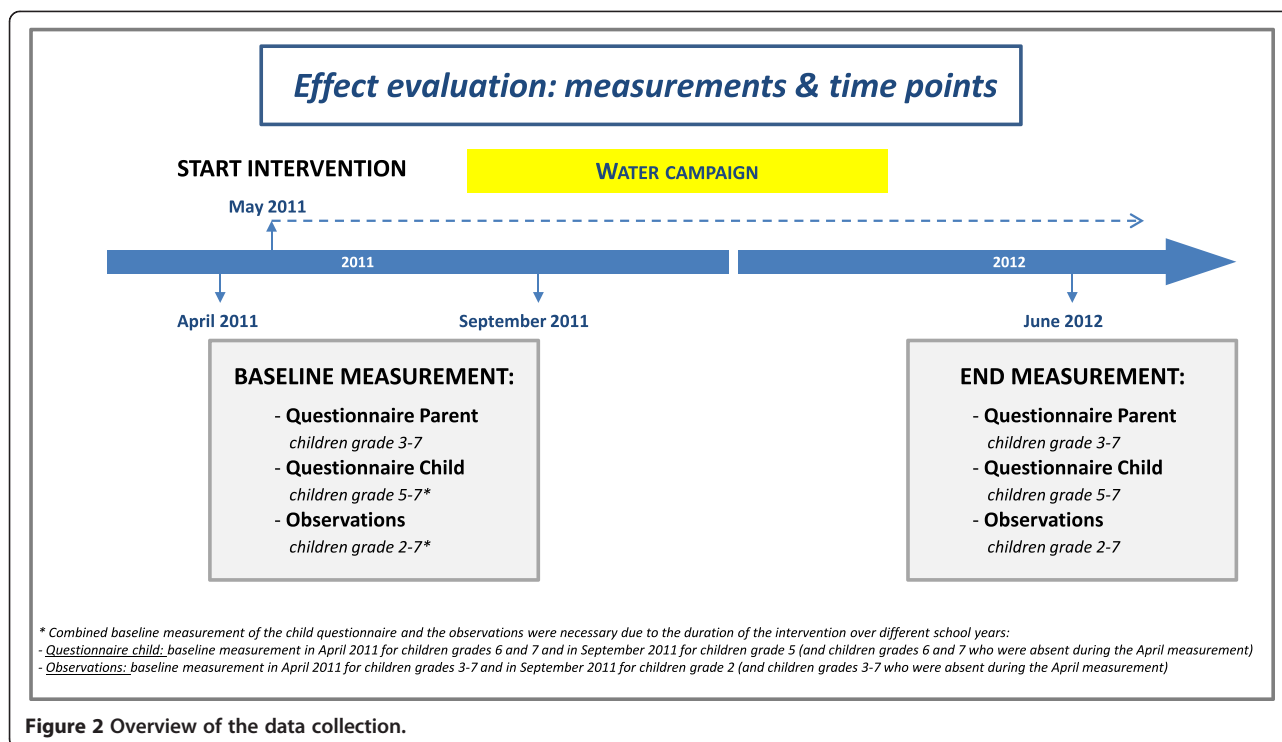 Effect evaluation: measurements & time points
START INTERVENTION
WATER CAMPAIGN
May 2011
2011
2012
April 2011
September 2011
June 2012
BASELINE MEASUREMENT:
- Questionnaire Parent
children grade 3-7
- Questionnaire Child
children grade 5-7*
- Observations
children grade 2-7*
END MEASUREMENT:
- Questionnaire Parent
children grade 3-7
- Questionnaire Child
children grade 5-7
- Observations
children grade 2-7
* Combined baseline measurement of the child questionnaire and the observations were necessary due to the duration of the intervention over different school years:
- Questionnaire child: baseline measurement in April 2011 for children grades 6 and 7 and in September 2011 for children grade 5 (and children grades 6 and 7 who were absent during the April measurement)
- Observations: baseline measurement in April 2011 for children grades 3-7 and in September 2011 for children grade 2 (and children grades 3-7 who were absent during the April measurement)
Figure 2 Overview of the data collection.